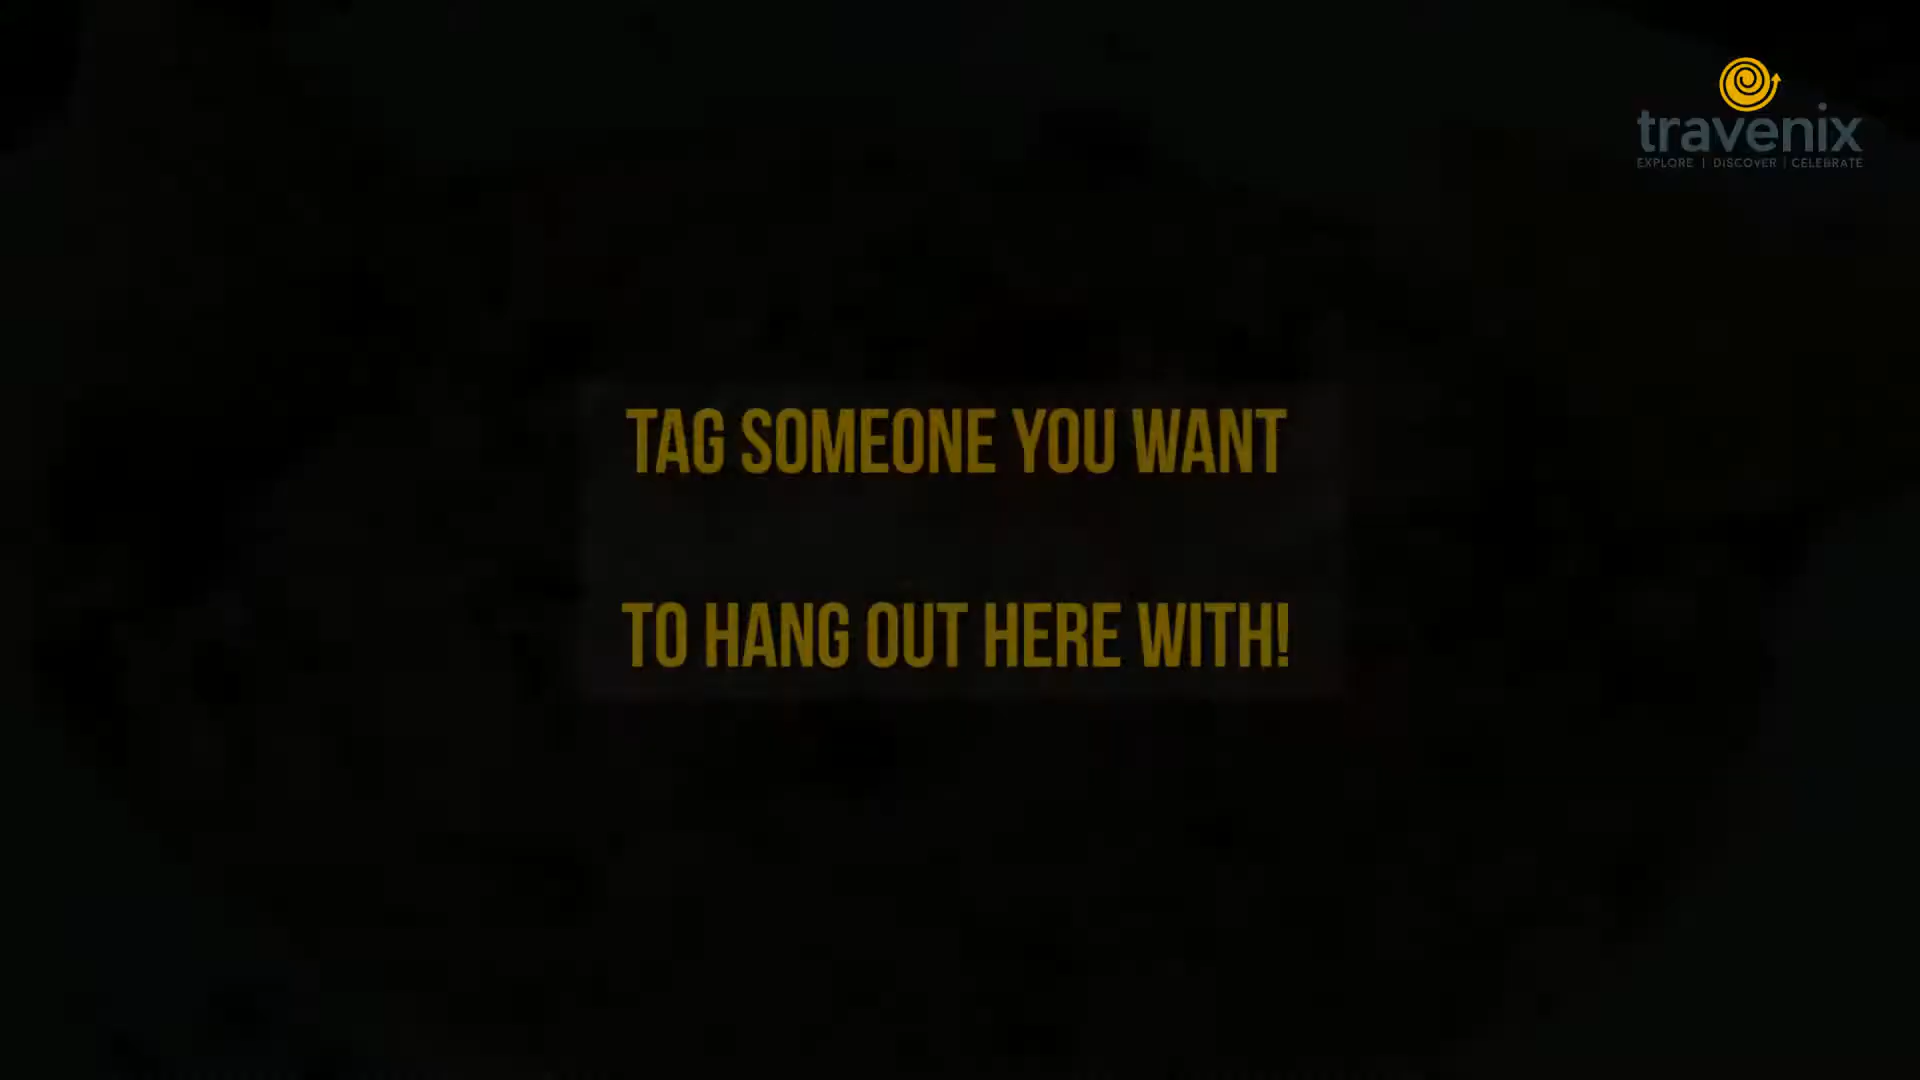 travenix
EXPLORE | DISCOVER | CELEBRATE
TAG SOMEONE YOU WANT
TO HANG OUT HERE WITH!